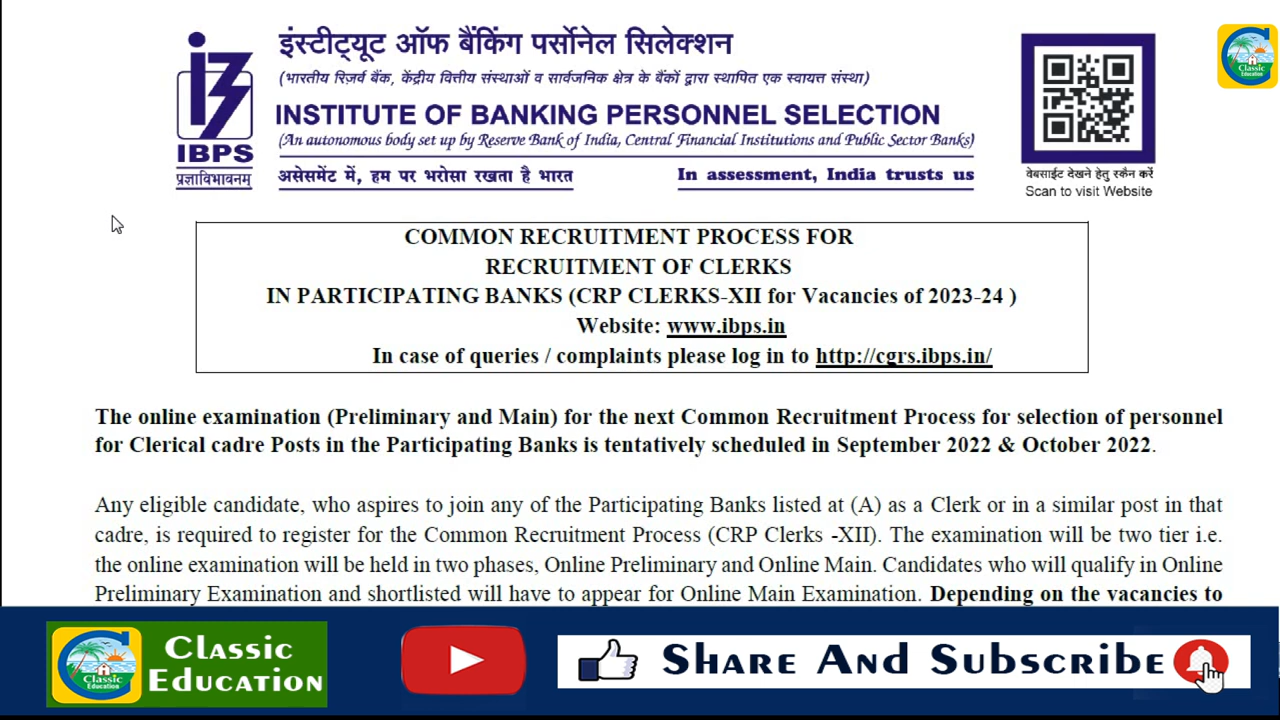 इंस्टीट्यूट ऑफ बैंकिंग पर्सोनेल सिलेक्शन
(भारतीय रिज़र्व बैंक, केंद्रीय वित्तीय संस्थाओं व सार्वजनिक क्षेत्र के बैंकों द्वारा स्थापित एक स्वायत्त संस्था)
INSTITUTE OF BANKING PERSONNEL SELECTION
(An autonomous body set up by Reserve Bank of India, Central Financial Institutions and Public Sector Banks)
IBPS
प्रज्ञाविभावनम्
असेसमेंट में, हम पर भरोसा रखता है भारत
In assessment, India trusts us
वेबसाईट देखने हेतु स्कैन करें
Scan to visit Website
Classic
Education
COMMON RECRUITMENT PROCESS FOR
RECRUITMENT OF CLERKS
IN PARTICIPATING BANKS (CRP CLERKS-XII for Vacancies of 2023-24 )
Website: www.ibps.in
In case of queries / complaints please log in to http://cgrs.ibps.in/
The online examination (Preliminary and Main) for the next Common Recruitment Process for selection of personnel
for Clerical cadre Posts in the Participating Banks is tentatively scheduled in September 2022 & October 2022.
Any eligible candidate, who aspires to join any of the Participating Banks listed at (A) as a Clerk or in a similar post in that
cadre, is required to register for the Common Recruitment Process (CRP Clerks -XII). The examination will be two tier i.e.
the online examination will be held in two phases, Online Preliminary and Online Main. Candidates who will qualify in Online
Preliminary Examination and shortlisted will have to appear for Online Main Examination. Depending on the vacancies to
Classic
Education
Classic
Education
Share And Subscribe